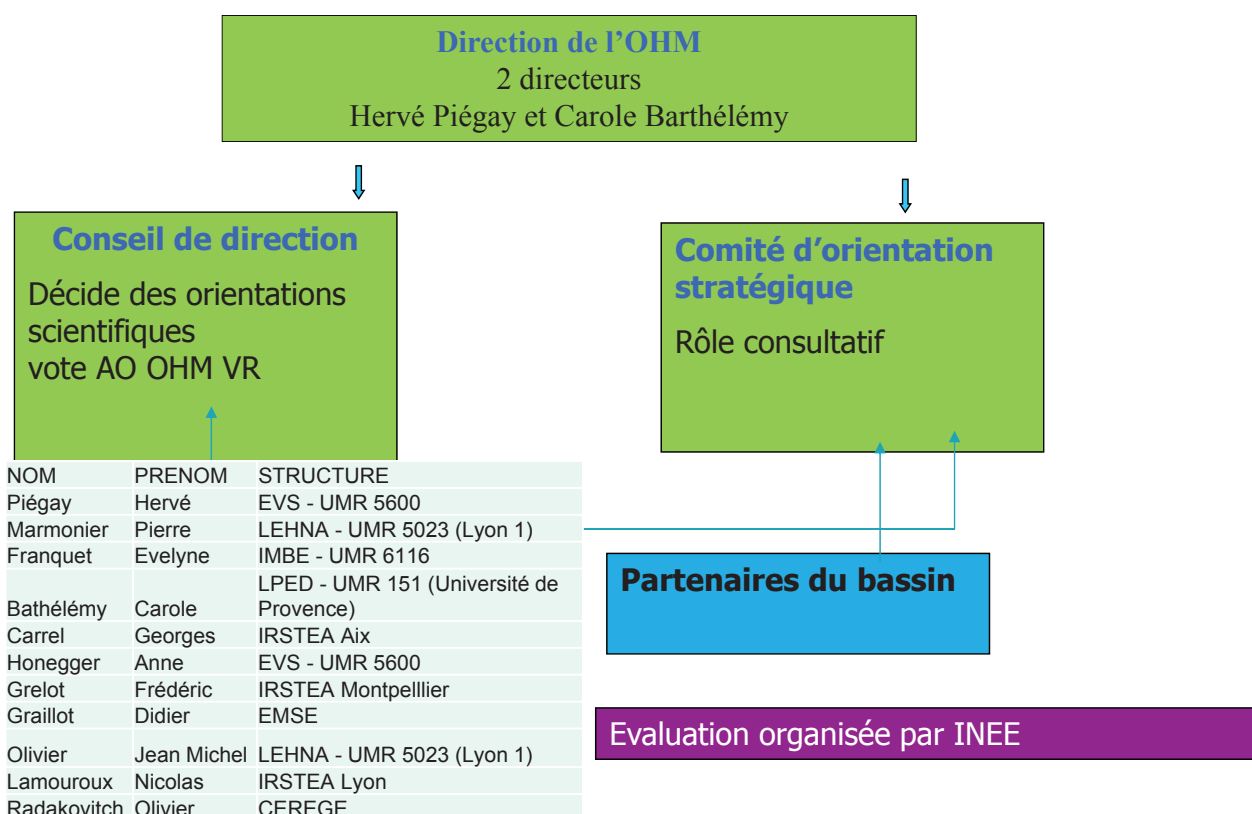 Direction de l'OHM
2 directeurs
Hervé Piégay et Carole Barthélémy
Conseil de direction
Décide des orientations
scientifiques
vote AO OHM VR
Comité d'orientation
stratégique
Rôle consultatif
NOM PRENOM STRUCTURE
Piégay Hervé EVS - UMR 5600
Marmonier Pierre LEHNA - UMR 5023 (Lyon 1)
Franquet Evelyne IMBE - UMR 6116
LPED - UMR 151 (Université de
Bathélémy Carole Provence)
Carrel Georges IRSTEA Aix
Honegger Anne EVS - UMR 5600
Grelot Frédéric IRSTEA Montpelllier
Graillot Didier EMSE
Olivier Jean Michel LEHNA - UMR 5023 (Lyon 1)
Lamouroux Nicolas IRSTEA Lyon
Radakovitch Olivier CEREGE
Partenaires du bassin
Evaluation organisée par INEE